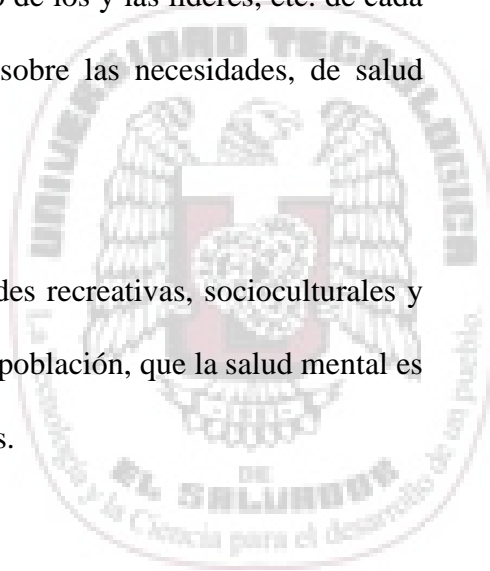 o de los y las líderes, etc. de cada
sobre las necesidades, de salud
des recreativas, socioculturales y
población, que la salud mental es
s.
UNIVERSIDAD TECNOLOGICA
DE
EL SALVADOR
La Tecnología y la Ciencia para el desarrollo de un pueblo.